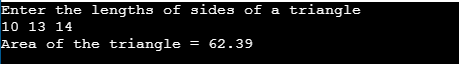 Enter the lengths of sides of a triangle
10 13 14
Area of the triangle = 62.39